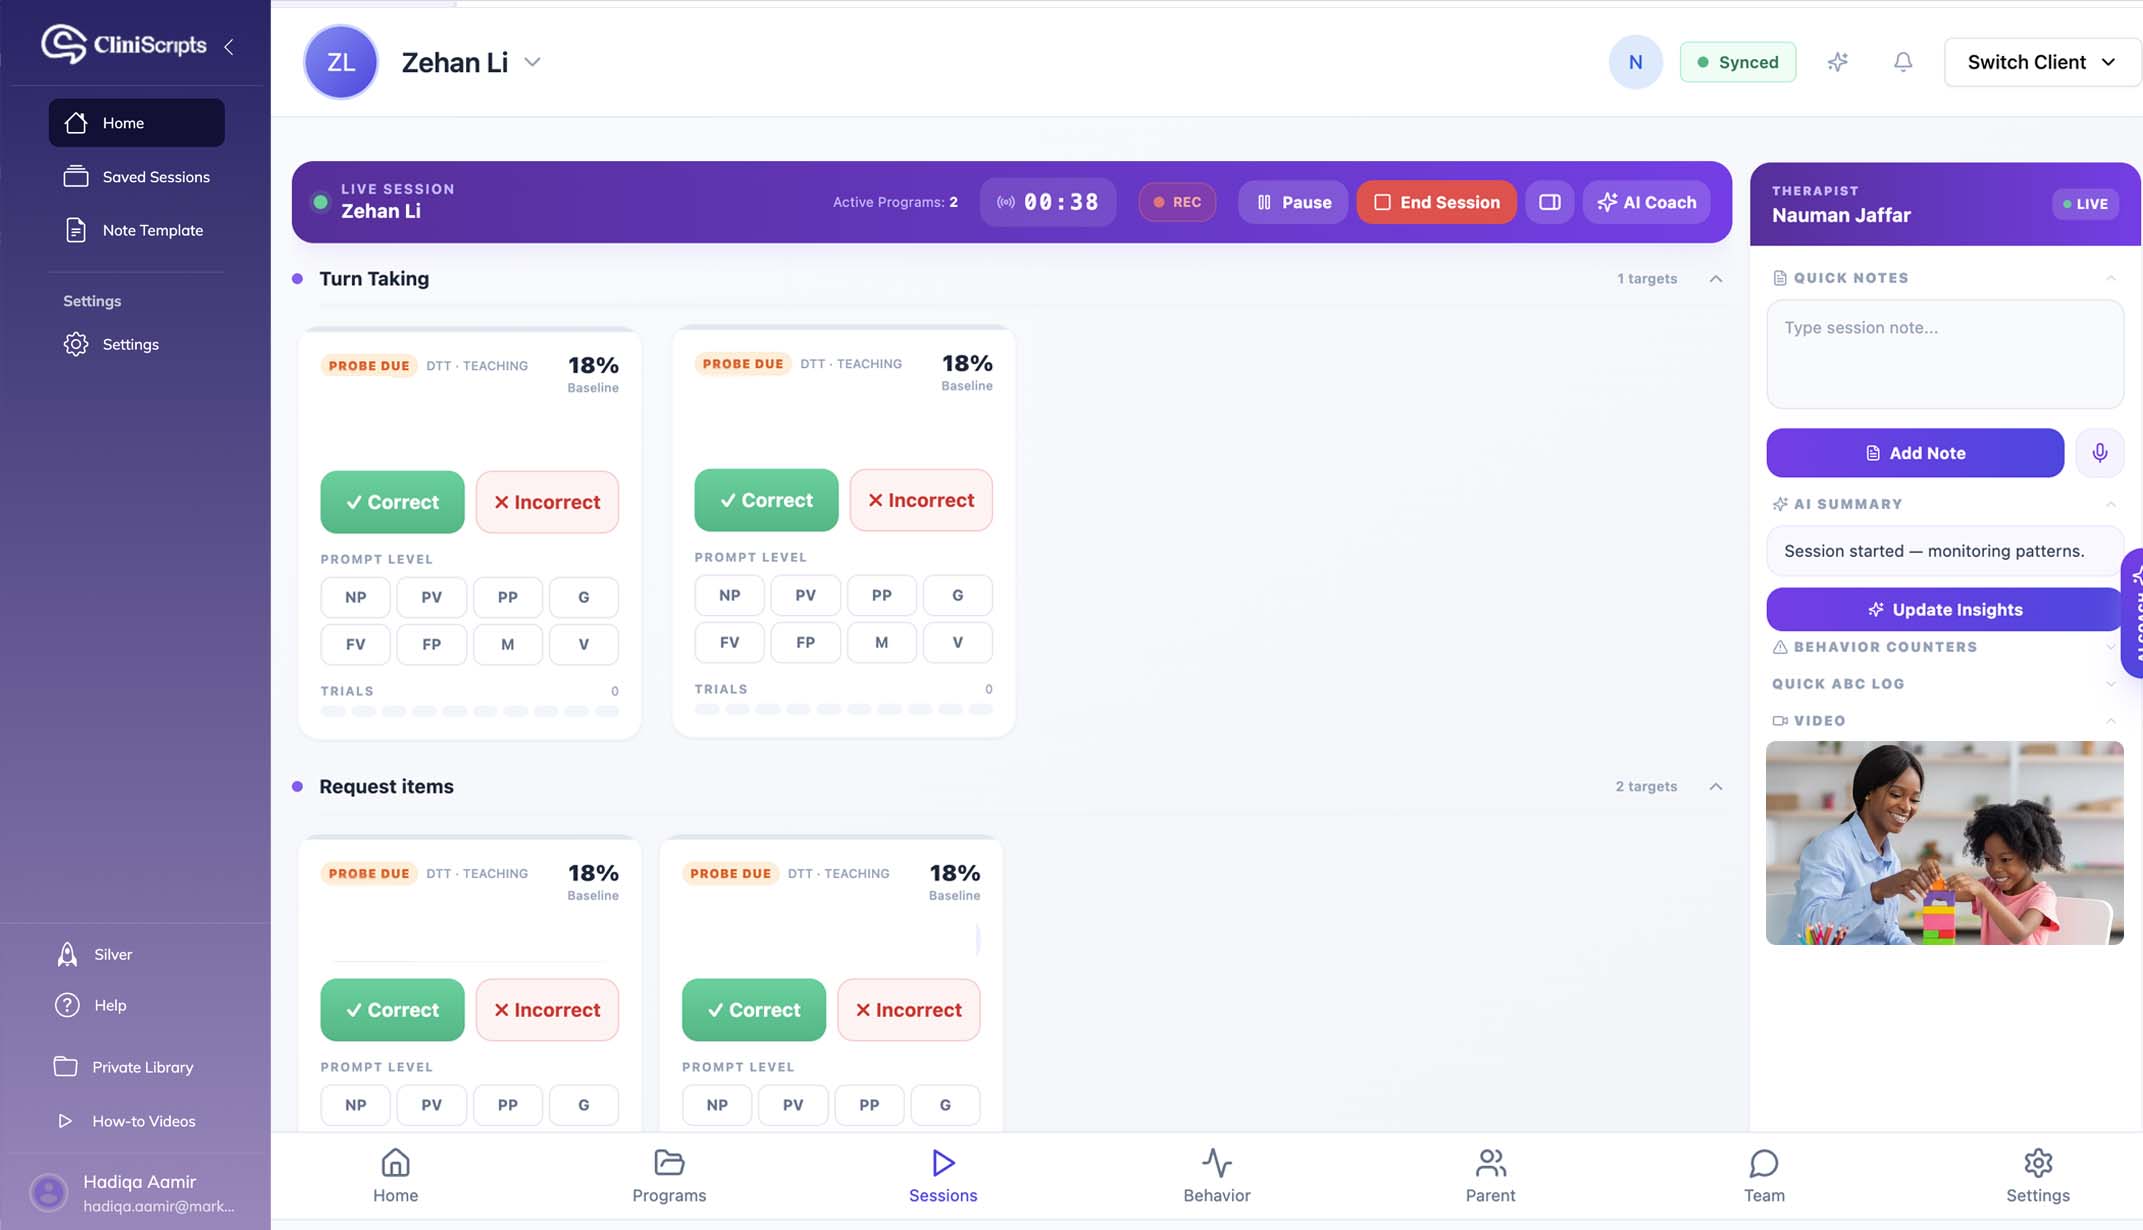 CliniScripts
Home
Saved Sessions
Note Template
Settings
Settings
Silver
Help
Private Library
How-to Videos
Hadiqa Aamir
hadiqa.aamir@mark...
ZL
Zehan Li
N
Synced
Switch Client
LIVE SESSION
Zehan Li
Active Programs: 2
00:38
REC
Pause
End Session
AI Coach
Turn Taking
1 targets
PROBE DUE DTT · TEACHING 18%
Baseline
Correct Incorrect
PROMPT LEVEL
NP PV PP G
FV FP M V
TRIALS 0
PROBE DUE DTT · TEACHING 18%
Baseline
Correct Incorrect
PROMPT LEVEL
NP PV PP G
FV FP M V
TRIALS 0
Request items
2 targets
PROBE DUE DTT · TEACHING 18%
Baseline
Correct Incorrect
PROMPT LEVEL
NP PV PP G
PROBE DUE DTT · TEACHING 18%
Baseline
Correct Incorrect
PROMPT LEVEL
NP PV PP G
THERAPIST
Nauman Jaffar
LIVE
QUICK NOTES
Type session note...
Add Note
AI SUMMARY
Session started — monitoring patterns.
Update Insights
BEHAVIOR COUNTERS
QUICK ABC LOG
VIDEO
AI COACH
Home
Programs
Sessions
Behavior
Parent
Team
Settings